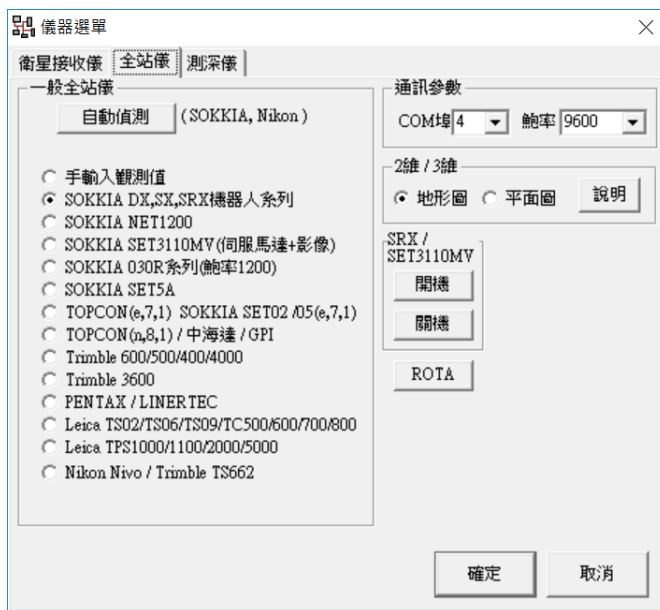 儀器選單
衛星接收儀 全站儀 測深儀
一般全站儀
自動偵測 (SOKKIA, Nikon )
手輸入觀測值
SOKKIA DX,SX,SRX機器人系列
SOKKIA NET1200
SOKKIA SET3110MV(伺服馬達+影像)
SOKKIA 030R系列(鮑率1200)
SOKKIA SET5A
TOPCON(e,7,1) SOKKIA SET02 /05(e,7,1)
TOPCON(n,8,1) / 中海達 / GPI
Trimble 600/500/400/4000
Trimble 3600
PENTAX / LINERTEC
Leica TS02/TS06/TS09/TC500/600/700/800
Leica TPS1000/1100/2000/5000
Nikon Nivo / Trimble TS662
通訊參數
COM埠 4 鮑率 9600
2維 / 3維
地形圖 平面圖 說明
SRX /
SET3110MV
開機
關機
ROTA
確定 取消